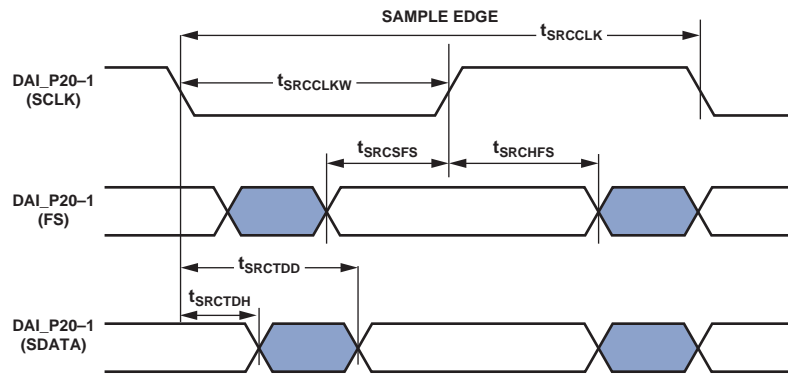 SAMPLE EDGE
tSRCCLK
DAI_P20–1
(SCLK)
tSRCCLKW
tSRCSFS
tSRCHFS
DAI_P20–1
(FS)
tSRCTDD
tSRCTDH
DAI_P20–1
(SDATA)